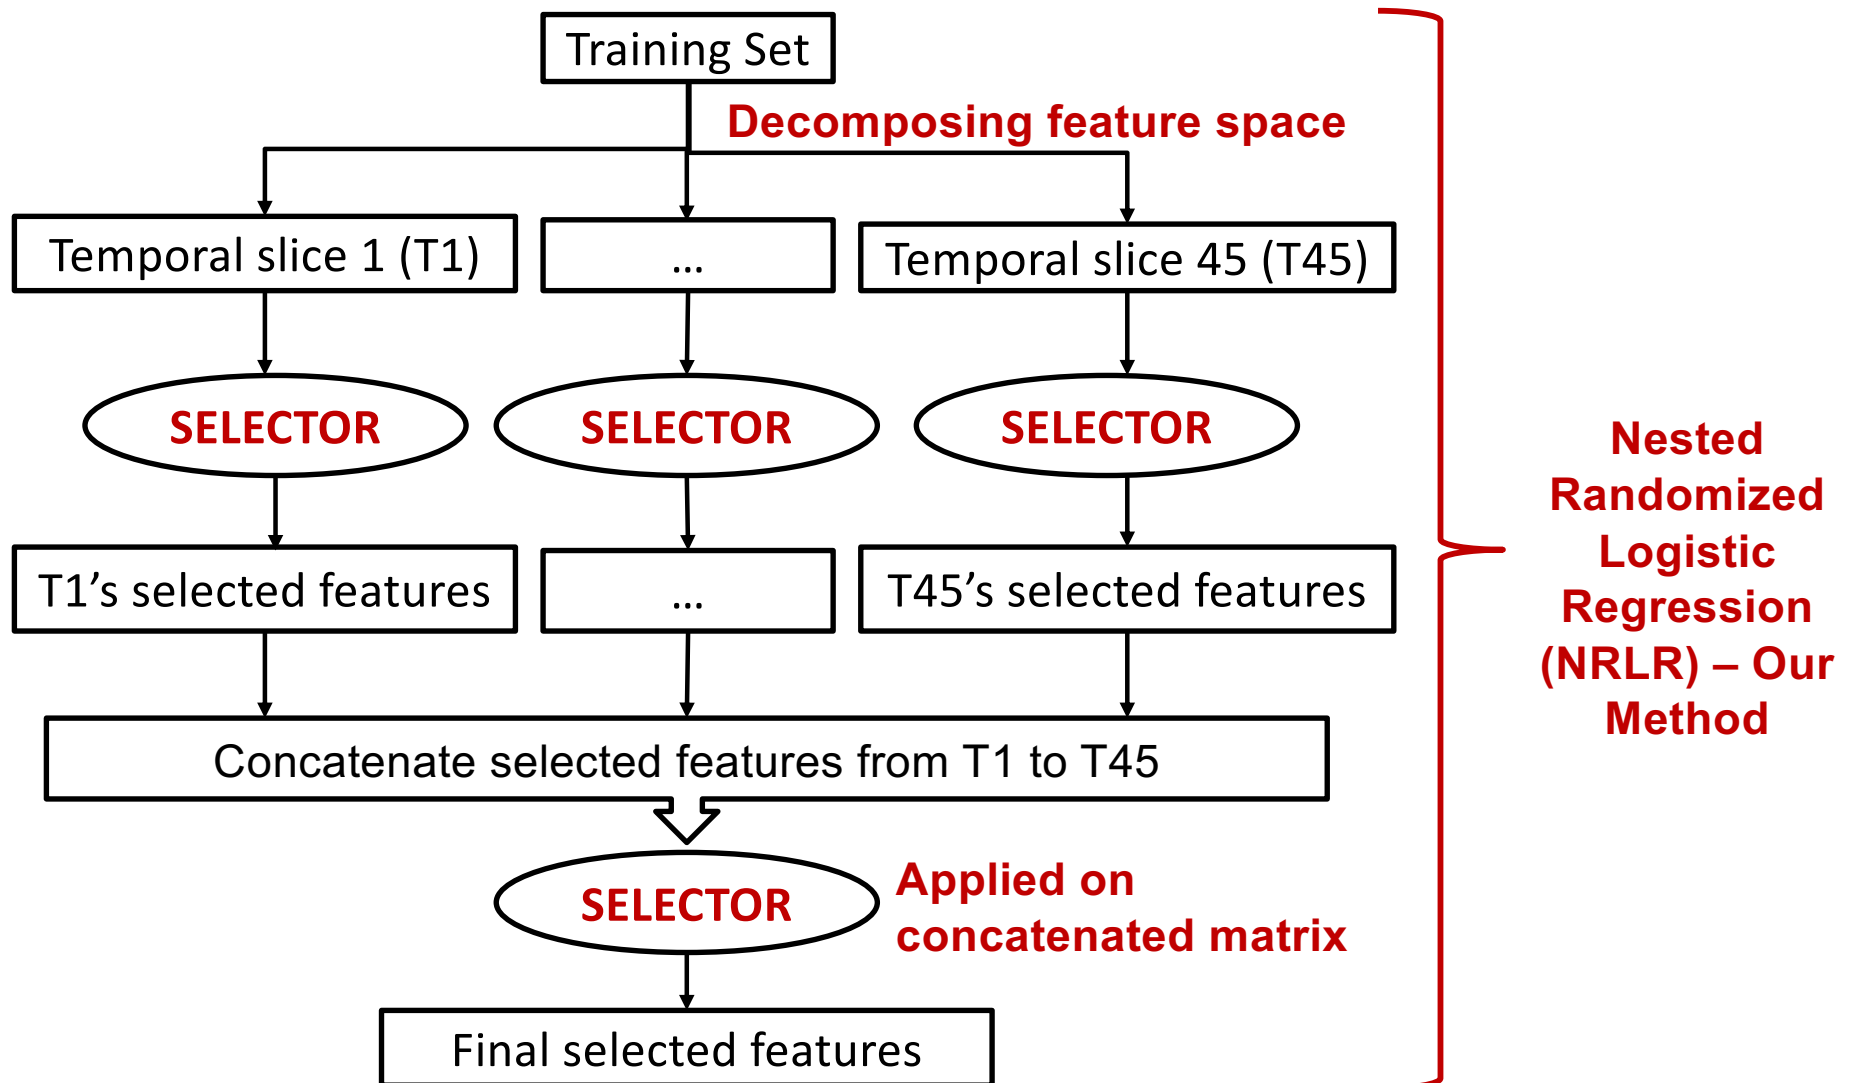 Training Set
Decomposing feature space
Temporal slice 1 (T1)
...
Temporal slice 45 (T45)
SELECTOR
SELECTOR
SELECTOR
T1’s selected features
...
T45’s selected features
Concatenate selected features from T1 to T45
SELECTOR
Applied on
concatenated matrix
Final selected features
Nested
Randomized
Logistic
Regression
(NRLR) – Our
Method